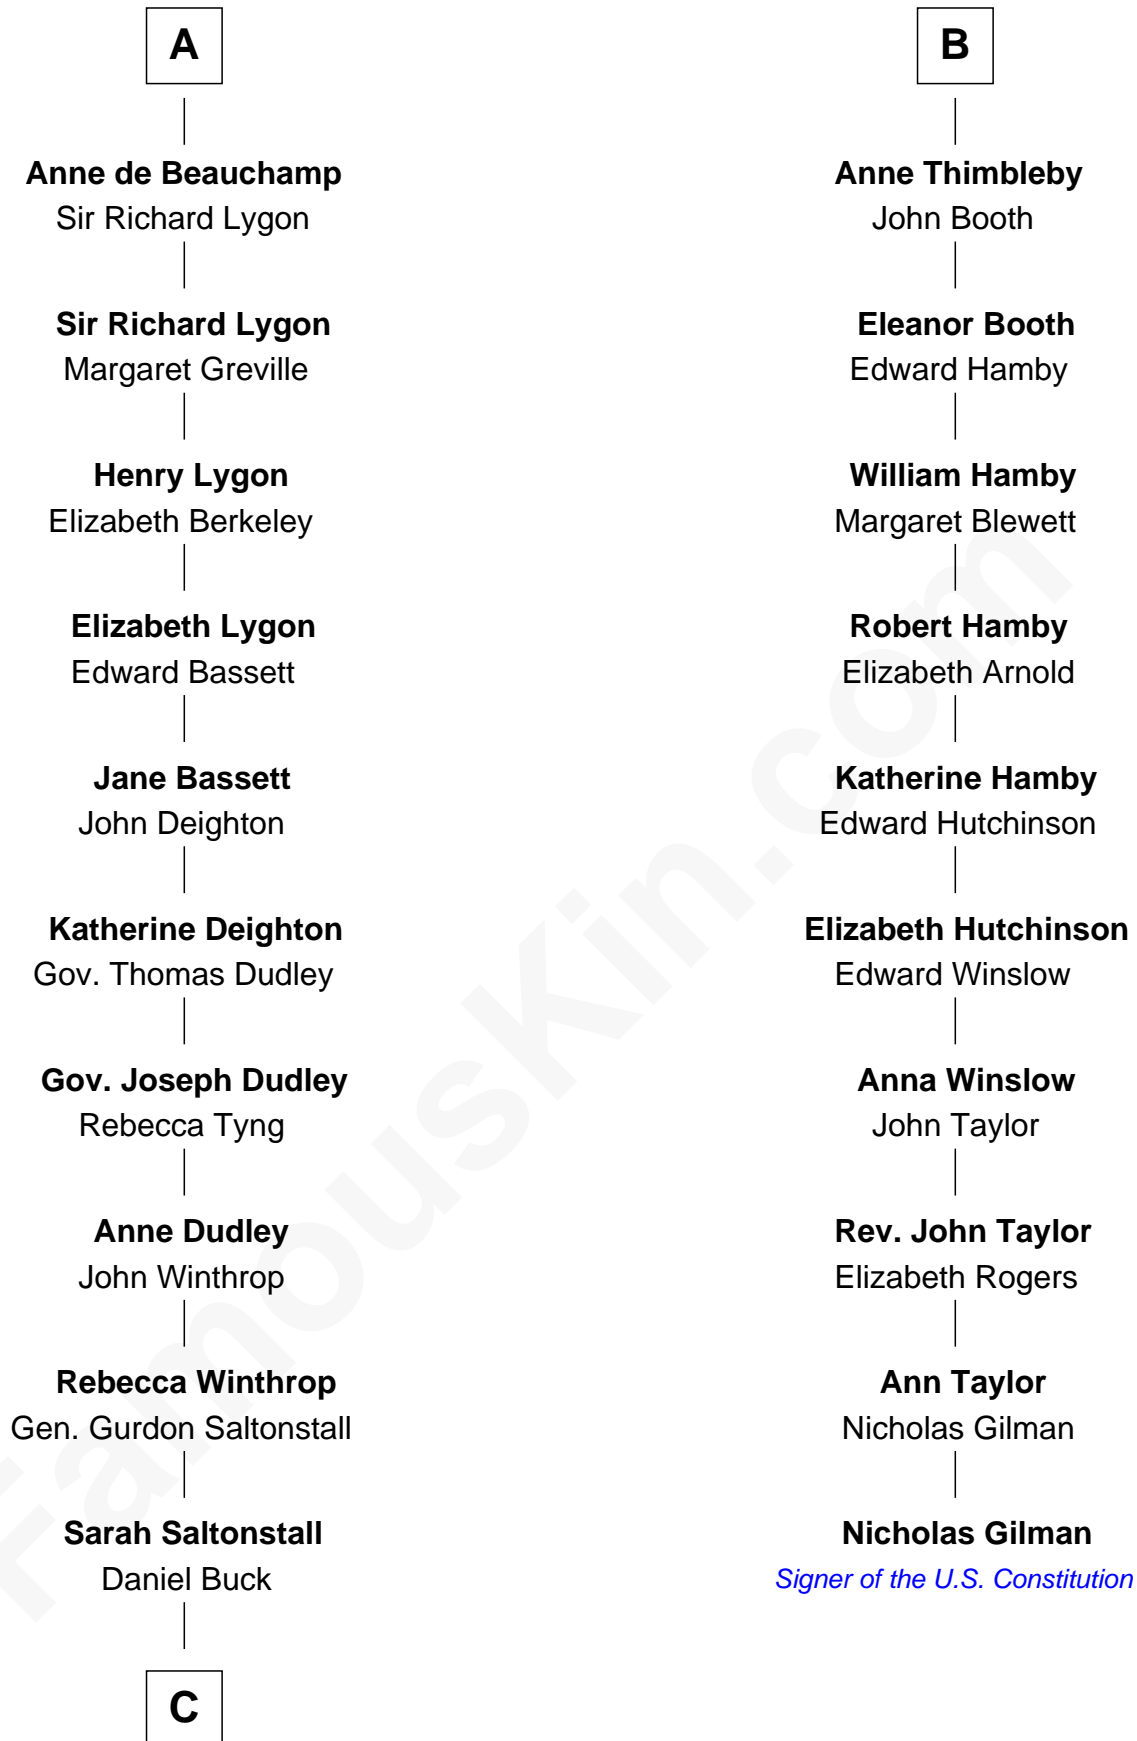 A
Anne de Beauchamp
Sir Richard Lygon
Sir Richard Lygon
Margaret Greville
Henry Lygon
Elizabeth Berkeley
Elizabeth Lygon
Edward Bassett
Jane Bassett
John Deighton
Katherine Deighton
Gov. Thomas Dudley
Gov. Joseph Dudley
Rebecca Tyng
Anne Dudley
John Winthrop
Rebecca Winthrop
Gen. Gurdon Saltonstall
Sarah Saltonstall
Daniel Buck
C
B
Anne Thimbleby
John Booth
Eleanor Booth
Edward Hamby
William Hamby
Margaret Blewett
Robert Hamby
Elizabeth Arnold
Katherine Hamby
Edward Hutchinson
Elizabeth Hutchinson
Edward Winslow
Anna Winslow
John Taylor
Rev. John Taylor
Elizabeth Rogers
Ann Taylor
Nicholas Gilman
Nicholas Gilman
Signer of the U.S. Constitution
FamousKin.com